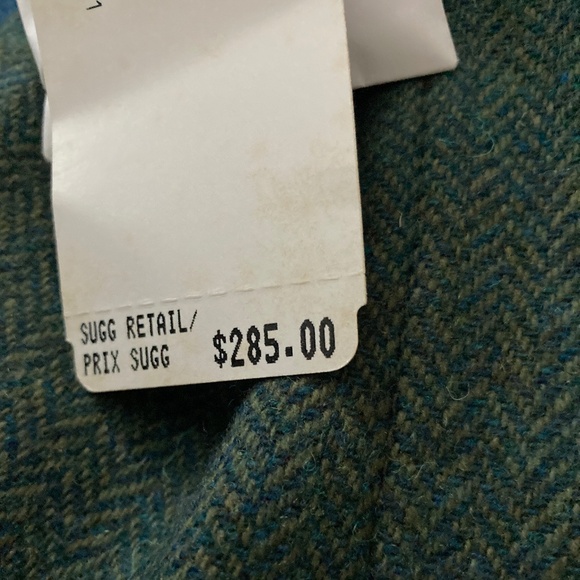 SUGG RETAIL/
PRIX SUGG
$285.00